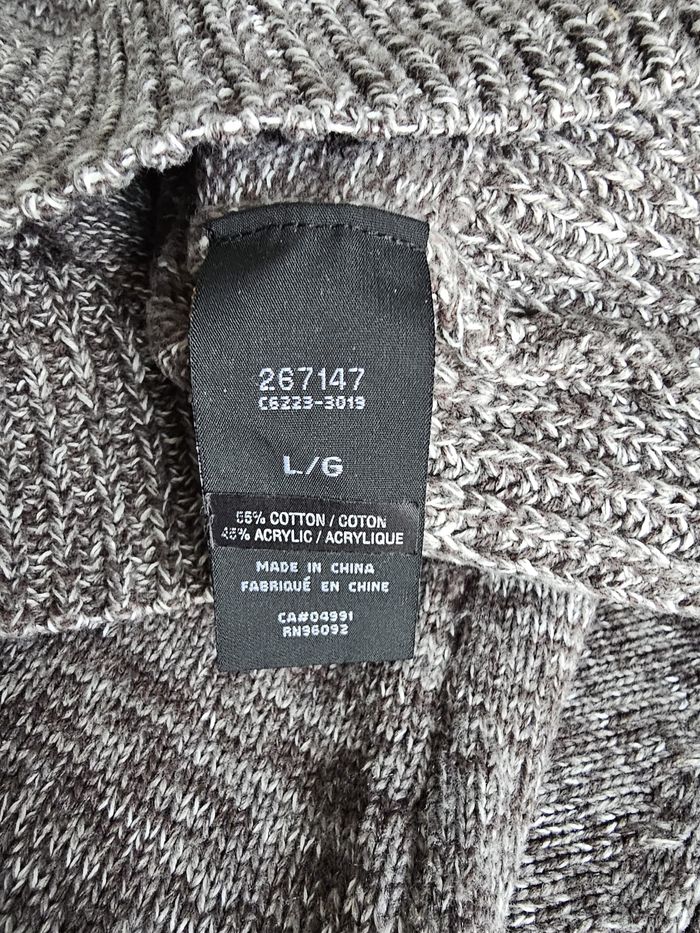 267147
C6223-3019
L/G
55% COTTON / COTON
45% ACRYLIC / ACRYLIQUE
MADE IN CHINA
FABRIQUÉ EN CHINE
CA#04991
RN96092